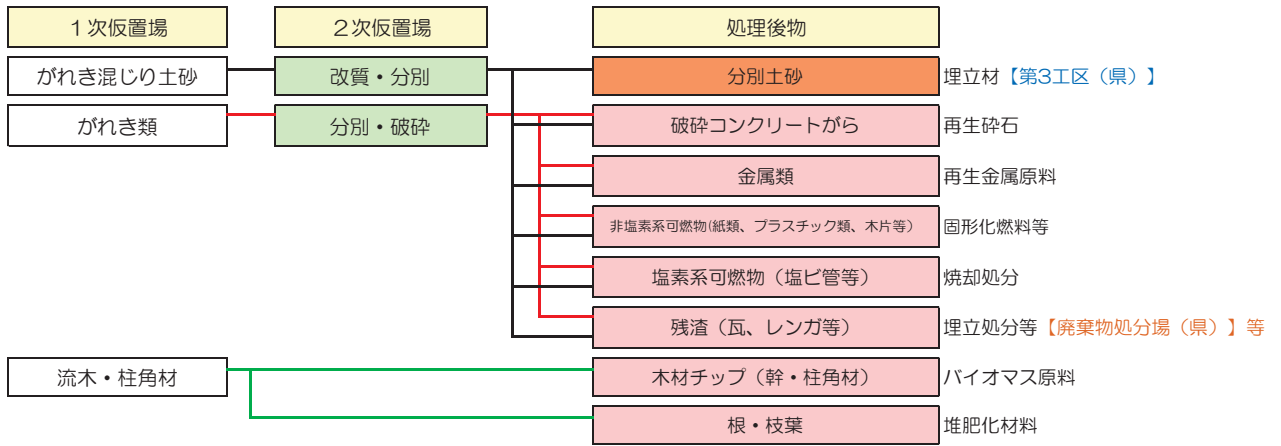 １次仮置場 ２次仮置場 処理後物
がれき混じり土砂 改質・分別 分別土砂 埋立材【第3工区（県）】
がれき類 分別・破砕 破砕コンクリートがら 再生砕石
金属類 再生金属原料
非塩素系可燃物(紙類、プラスチック類、木片等） 固形化燃料等
塩素系可燃物（塩ビ管等） 焼却処分
残渣（瓦、レンガ等） 埋立処分等【廃棄物処分場（県）】等
流木・柱角材 木材チップ（幹・柱角材） バイオマス原料
根・枝葉 堆肥化材料